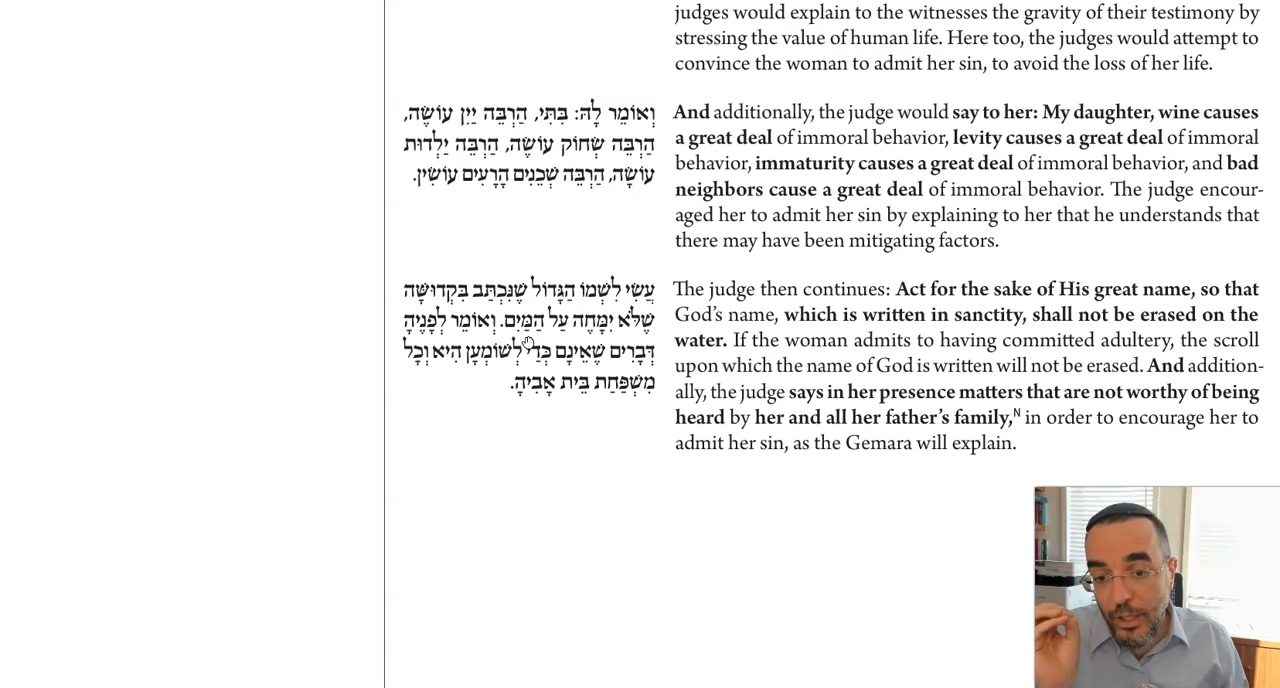 judges would explain to the witnesses the gravity of their testimony by
stressing the value of human life. Here too, the judges would attempt to
convince the woman to admit her sin, to avoid the loss of her life.
וְאוֹמֵר לָהּ: בִּתִּי, הַרְבֵּה יַיִן עוֹשֶׂה,
הַרְבֵּה שְׂחוֹק עוֹשֶׂה, הַרְבֵּה יַלְדוּת
עוֹשָׂה, הַרְבֵּה שְׁכֵנִים הָרָעִים עוֹשִׂין.
And additionally, the judge would say to her: My daughter, wine causes
a great deal of immoral behavior, levity causes a great deal of immoral
behavior, immaturity causes a great deal of immoral behavior, and bad
neighbors cause a great deal of immoral behavior. The judge encour-
aged her to admit her sin by explaining to her that he understands that
there may have been mitigating factors.
עֲשִׂי לִשְׁמוֹ הַגָּדוֹל שֶׁנִּכְתַּב בִּקְדוּשָּׁה
שֶׁלֹּא יִמָּחֶה עַל הַמַּיִם. וְאוֹמֵר לְפָנֶיהָ
דְּבָרִים שֶׁאֵינָם כְּדַי לְשׁוֹמְעָן הִיא וְכָל
מִשְׁפַּחַת בֵּית אָבִיהָ.
The judge then continues: Act for the sake of His great name, so that
God's name, which is written in sanctity, shall not be erased on the
water. If the woman admits to having committed adultery, the scroll
upon which the name of God is written will not be erased. And addition-
ally, the judge says in her presence matters that are not worthy of being
heard by her and all her father's family,N in order to encourage her to
admit her sin, as the Gemara will explain.